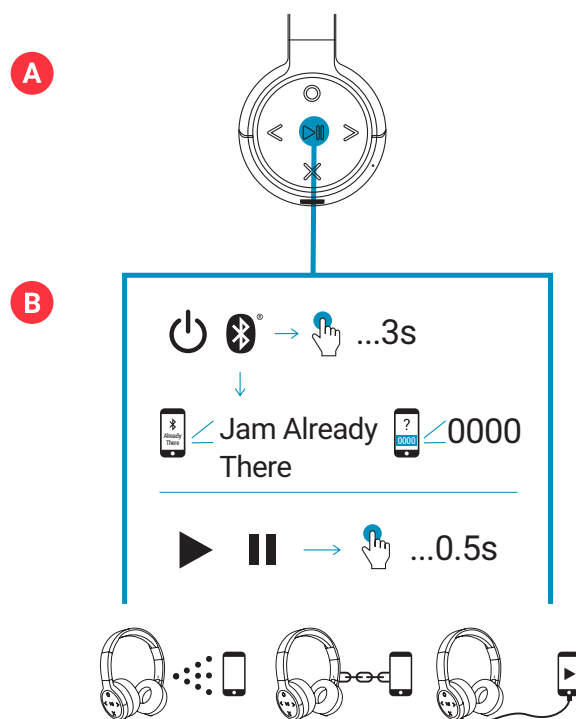 A
B
® ...3s
Already
There
Jam Already
There
?
0000
0000
...0.5s